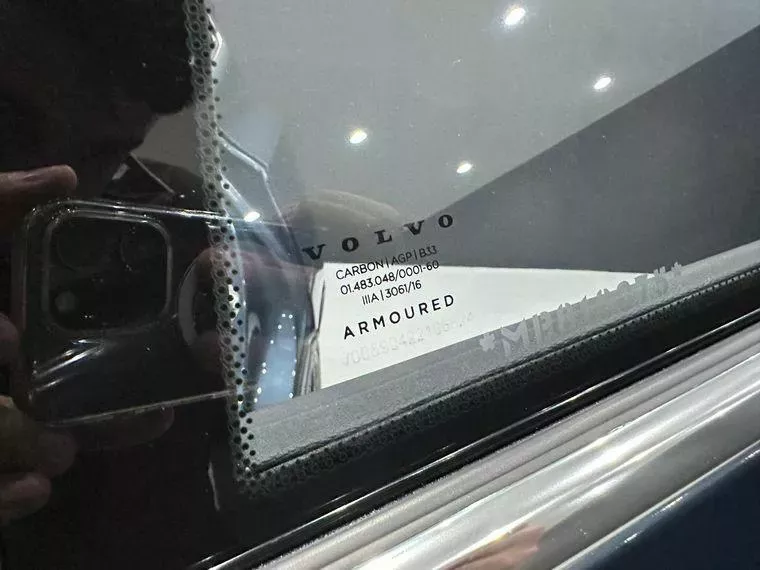 VOLVO
CARBON | AGP | B33
01.483.048/0001-60
IIIA | 3061/16
ARMOURED